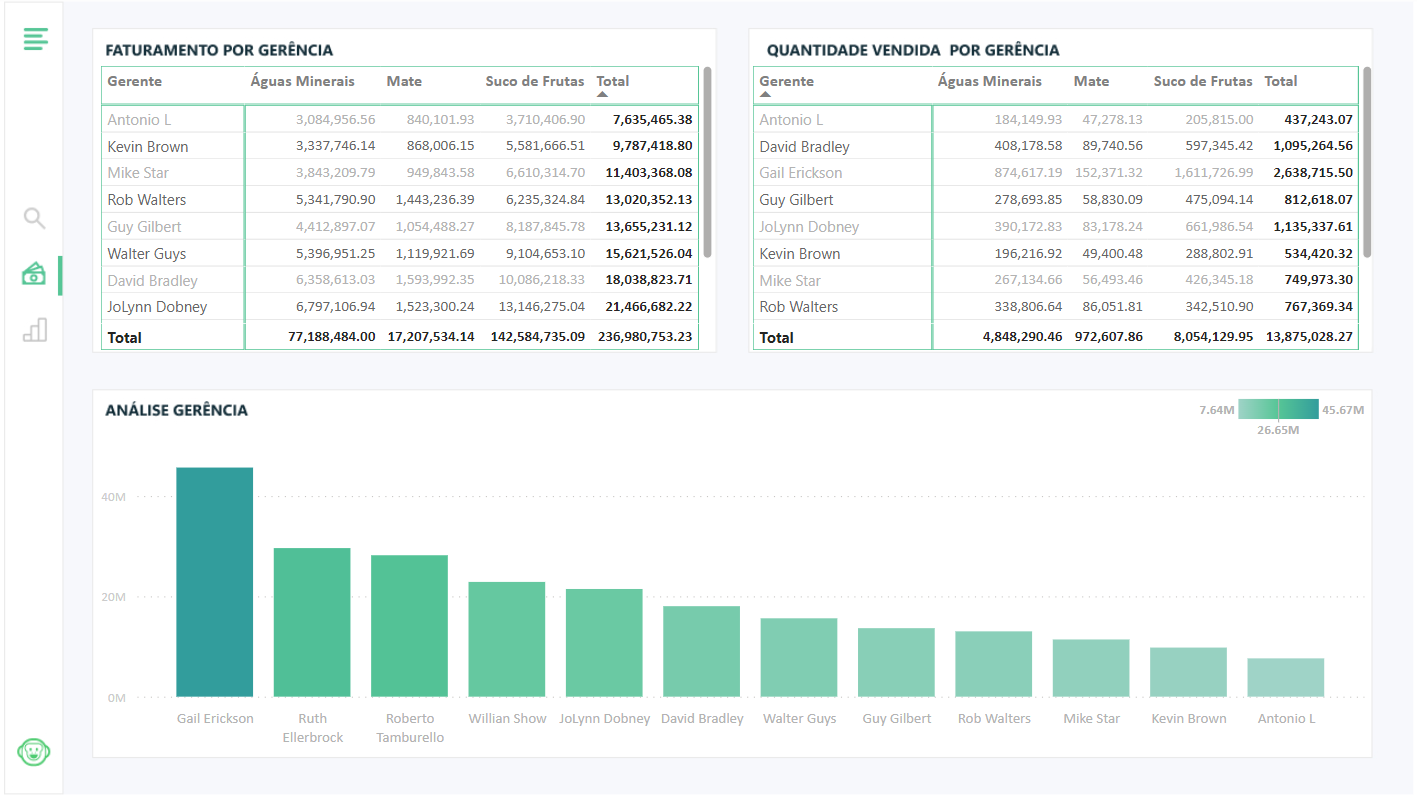 FATURAMENTO POR GERÊNCIA
Gerente Águas Minerais Mate Suco de Frutas Total
Antonio L 3,084,956.56 840,101.93 3,710,406.90 7,635,465.38
Kevin Brown 3,337,746.14 868,006.15 5,581,666.51 9,787,418.80
Mike Star 3,843,209.79 949,843.58 6,610,314.70 11,403,368.08
Rob Walters 5,341,790.90 1,443,236.39 6,235,324.84 13,020,352.13
Guy Gilbert 4,412,897.07 1,054,488.27 8,187,845.78 13,655,231.12
Walter Guys 5,396,951.25 1,119,921.69 9,104,653.10 15,621,526.04
David Bradley 6,358,613.03 1,593,992.35 10,086,218.33 18,038,823.71
JoLynn Dobney 6,797,106.94 1,523,300.24 13,146,275.04 21,466,682.22
Total 77,188,484.00 17,207,534.14 142,584,735.09 236,980,753.23
QUANTIDADE VENDIDA POR GERÊNCIA
Gerente Águas Minerais Mate Suco de Frutas Total
Antonio L 184,149.93 47,278.13 205,815.00 437,243.07
David Bradley 408,178.58 89,740.56 597,345.42 1,095,264.56
Gail Erickson 874,617.19 152,371.32 1,611,726.99 2,638,715.50
Guy Gilbert 278,693.85 58,830.09 475,094.14 812,618.07
JoLynn Dobney 390,172.83 83,178.24 661,986.54 1,135,337.61
Kevin Brown 196,216.92 49,400.48 288,802.91 534,420.32
Mike Star 267,134.66 56,493.46 426,345.18 749,973.30
Rob Walters 338,806.64 86,051.81 342,510.90 767,369.34
Total 4,848,290.46 972,607.86 8,054,129.95 13,875,028.27
ANÁLISE GERÊNCIA
7.64M 45.67M
26.65M
40M
20M
0M
Gail Erickson
Ruth
Ellerbrock
Roberto
Tamburello
Willian Show
JoLynn Dobney
David Bradley
Walter Guys
Guy Gilbert
Rob Walters
Mike Star
Kevin Brown
Antonio L